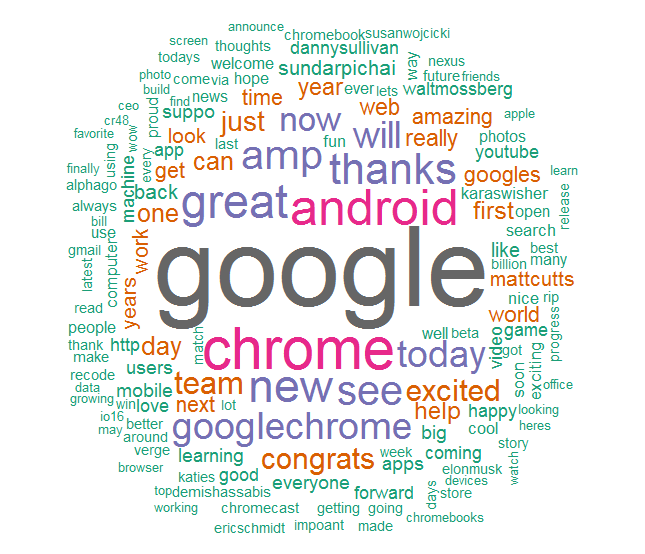 announce
chromebook susanwojcicki
screen thoughts dannysullivan way
todays welcome sundarpichai nexus
photo come via hope year future friends
build news time ever lets waltmossberg
ceo find suppo just now will web amazing apple
cr48 proud
favorite wow look last amp fun really photos
finally using every app can thanks youtube
alphago machine get googles learn
always back great android karaswisher
bill one first open release
use work search
gmail computer google like best
latest years billion many
read mattcutts
people nice rip
thank http day match chrome well beta world progress
make users today video game
recode mobile team got exciting
data love next new see excited soon office
growing win lot help happy looking
io16 better googlechrome big cool heres
may around story
verge learning congrats week coming watch
browser katies good apps elonmusk
top demishassabis everyone forward days store devices
working chromecast getting going chromebooks
ericschmidt impoant made